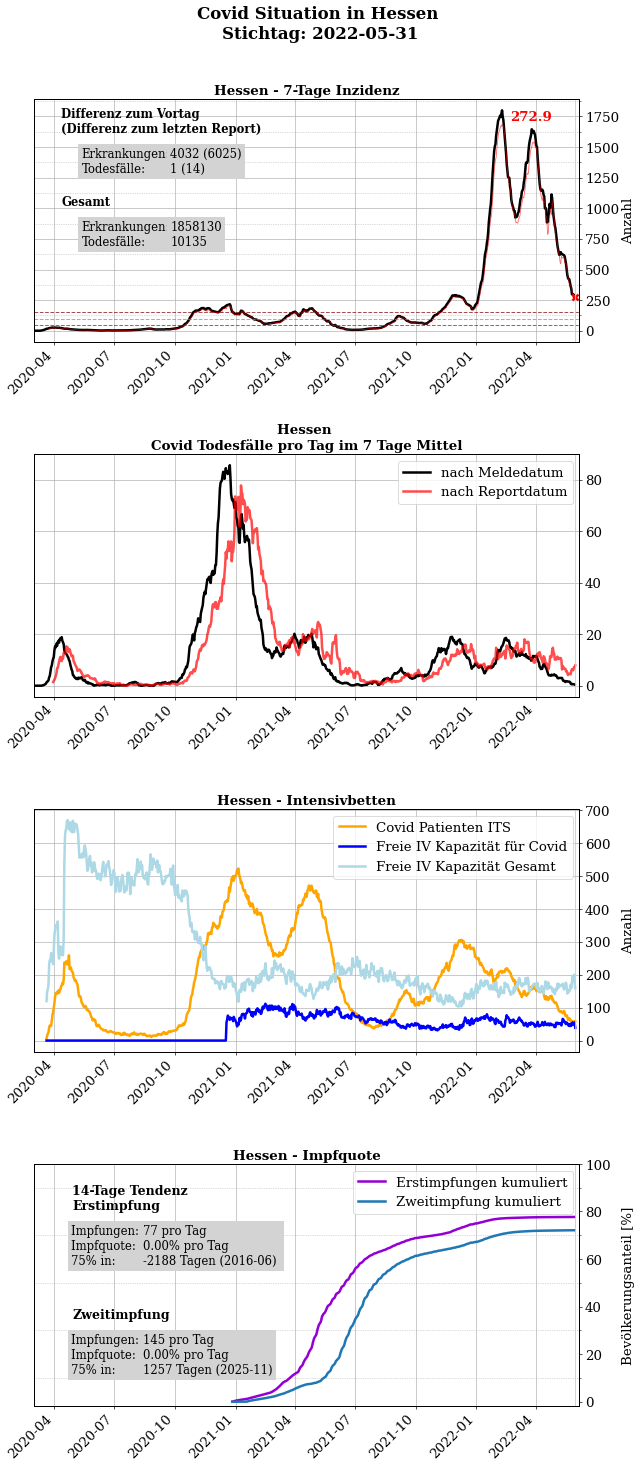 Covid Situation in Hessen
Stichtag: 2022-05-31
Hessen - 7-Tage Inzidenz
Differenz zum Vortag
(Differenz zum letzten Report)
Erkrankungen 4032 (6025)
Todesfälle: 1 (14)
Gesamt
Erkrankungen 1858130
Todesfälle: 10135
272.9
1750
1500
1250
1000
750
500
250
0
Anzahl
2020-04
2020-07
2020-10
2021-01
2021-04
2021-07
2021-10
2022-01
2022-04
Hessen
Covid Todesfälle pro Tag im 7 Tage Mittel
nach Meldedatum
nach Reportdatum
80
60
40
20
0
2020-04
2020-07
2020-10
2021-01
2021-04
2021-07
2021-10
2022-01
2022-04
Hessen - Intensivbetten
Covid Patienten ITS
Freie IV Kapazität für Covid
Freie IV Kapazität Gesamt
700
600
500
400
300
200
100
0
Anzahl
2020-04
2020-07
2020-10
2021-01
2021-04
2021-07
2021-10
2022-01
2022-04
Hessen - Impfquote
14-Tage Tendenz
Erstimpfung
Impfungen: 77 pro Tag
Impfquote: 0.00% pro Tag
75% in: -2188 Tagen (2016-06)
Zweitimpfung
Impfungen: 145 pro Tag
Impfquote: 0.00% pro Tag
75% in: 1257 Tagen (2025-11)
Erstimpfungen kumuliert
Zweitimpfung kumuliert
100
80
60
40
20
0
Bevölkerungsanteil [%]
2020-04
2020-07
2020-10
2021-01
2021-04
2021-07
2021-10
2022-01
2022-04